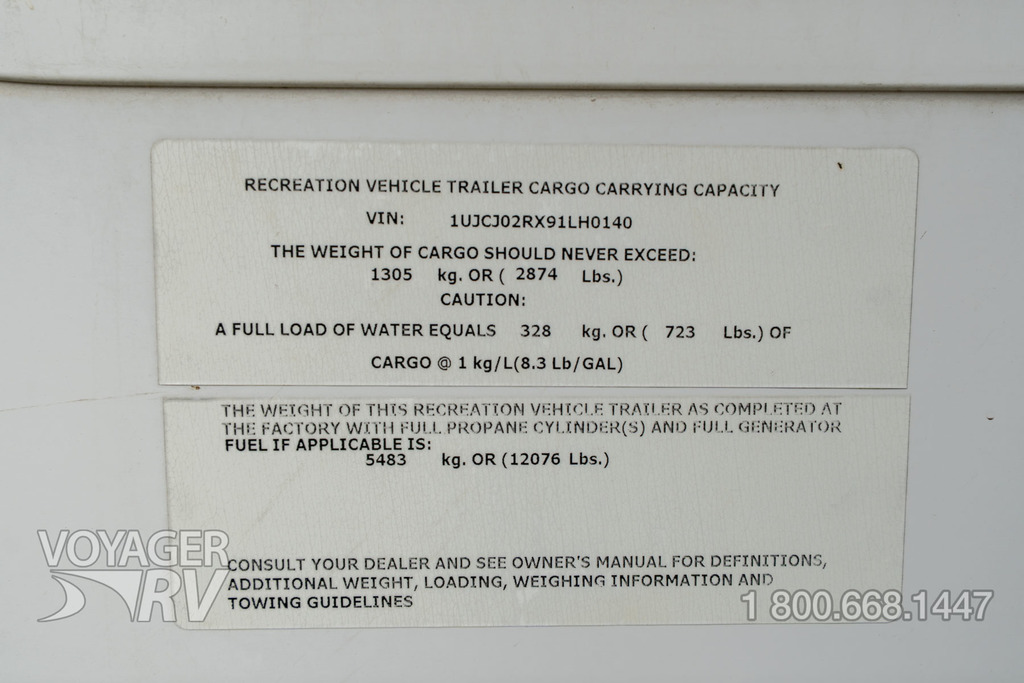 RECREATION VEHICLE TRAILER CARGO CARRYING CAPACITY
VIN: 1UJCJ02RX91LH0140
THE WEIGHT OF CARGO SHOULD NEVER EXCEED:
1305 kg. OR ( 2874 Lbs.)
CAUTION:
A FULL LOAD OF WATER EQUALS 328 kg. OR ( 723 Lbs.) OF
CARGO @ 1 kg/L(8.3 Lb/GAL)
THE WEIGHT OF THIS RECREATION VEHICLE TRAILER AS COMPLETED AT
THE FACTORY WITH FULL PROPANE CYLINDER(S) AND FULL GENERATOR
FUEL IF APPLICABLE IS:
5483 kg. OR (12076 Lbs.)
CONSULT YOUR DEALER AND SEE OWNER'S MANUAL FOR DEFINITIONS,
ADDITIONAL WEIGHT, LOADING, WEIGHING INFORMATION AND
TOWING GUIDELINES
VOYAGER
RV
1 800.668.1447